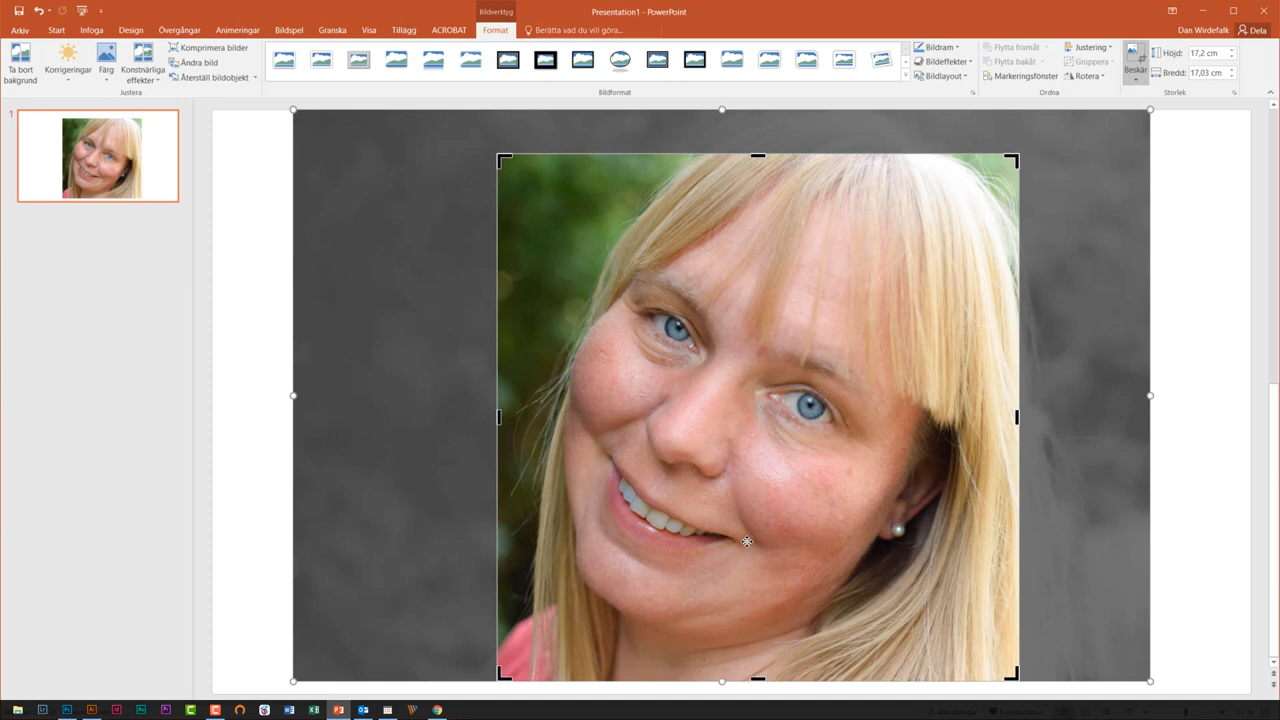 Bildverktyg
Presentation1 - PowerPoint
Arkiv Start Infoga Design Övergångar Animeringar Bildspel Granska Visa Tillägg ACROBAT Format Berätta vad du vill göra... Dan Wirdefalk Dela
Ta bort bakgrund
Korrigeringar
Färg
Konstnärliga effekter
Komprimera bilder
Ändra bild
Återställ bildobjekt
Justera
Bildformat
Bildram
Bildeffekter
Bildlayout
Flytta framåt
Flytta bakåt
Markeringsfönster
Justering
Gruppera
Rotera
Ordna
Beskär
Höjd: 17,2 cm
Bredd: 17,03 cm
Storlek
1